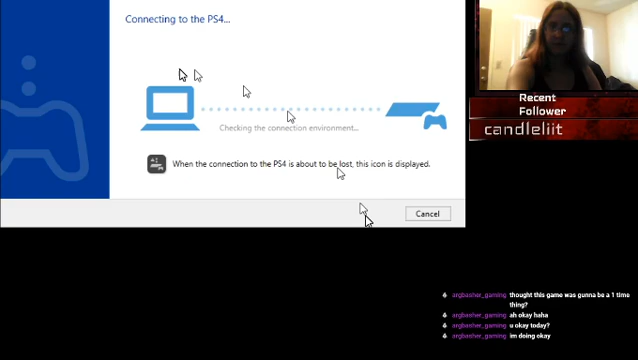 Connecting to the PS4...
Checking the connection environment...
When the connection to the PS4 is about to be lost, this icon is displayed.
Cancel
Recent
Follower
candleliit
argbasher_gaming thought this game was gunna be a 1 time
thing?
argbasher_gaming ah okay haha
argbasher_gaming u okay today?
argbasher_gaming im doing okay